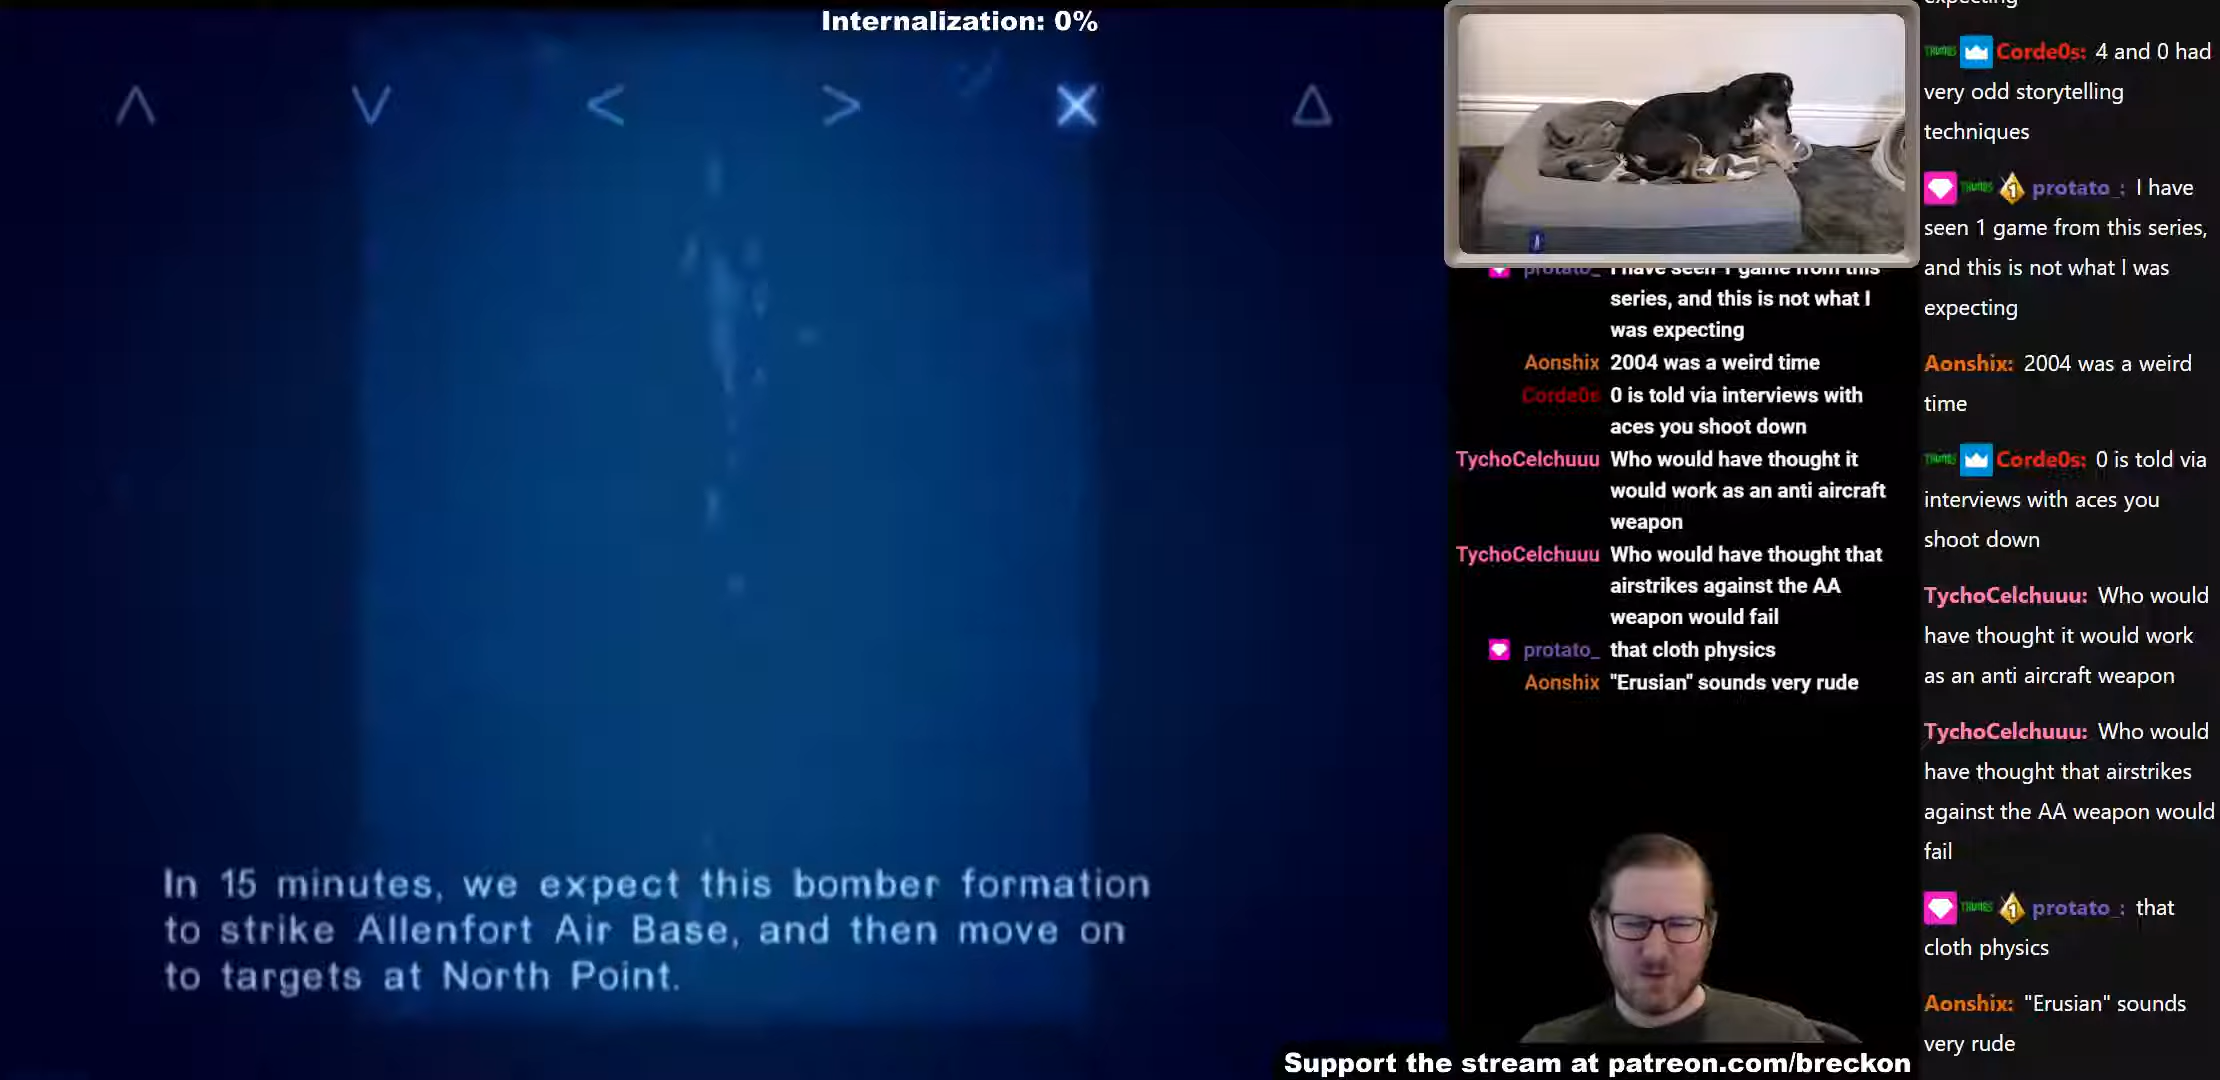 Internalization: 0%
In 15 minutes, we expect this bomber formation
to strike Allenfort Air Base, and then move on
to targets at North Point.
protato_ I have seen 1 game from this
series, and this is not what I
was expecting
Aonshix 2004 was a weird time
Corde0s 0 is told via interviews with
aces you shoot down
TychoCelchuuu Who would have thought it
would work as an anti aircraft
weapon
TychoCelchuuu Who would have thought that
airstrikes against the AA
weapon would fail
protato_ that cloth physics
Aonshix "Erusian" sounds very rude
Support the stream at patreon.com/breckon
expecting
Corde0s: 4 and 0 had
very odd storytelling
techniques
protato_: I have
seen 1 game from this series,
and this is not what I was
expecting
Aonshix: 2004 was a weird
time
Corde0s: 0 is told via
interviews with aces you
shoot down
TychoCelchuuu: Who would
have thought it would work
as an anti aircraft weapon
TychoCelchuuu: Who would
have thought that airstrikes
against the AA weapon would
fail
protato_: that
cloth physics
Aonshix: "Erusian" sounds
very rude